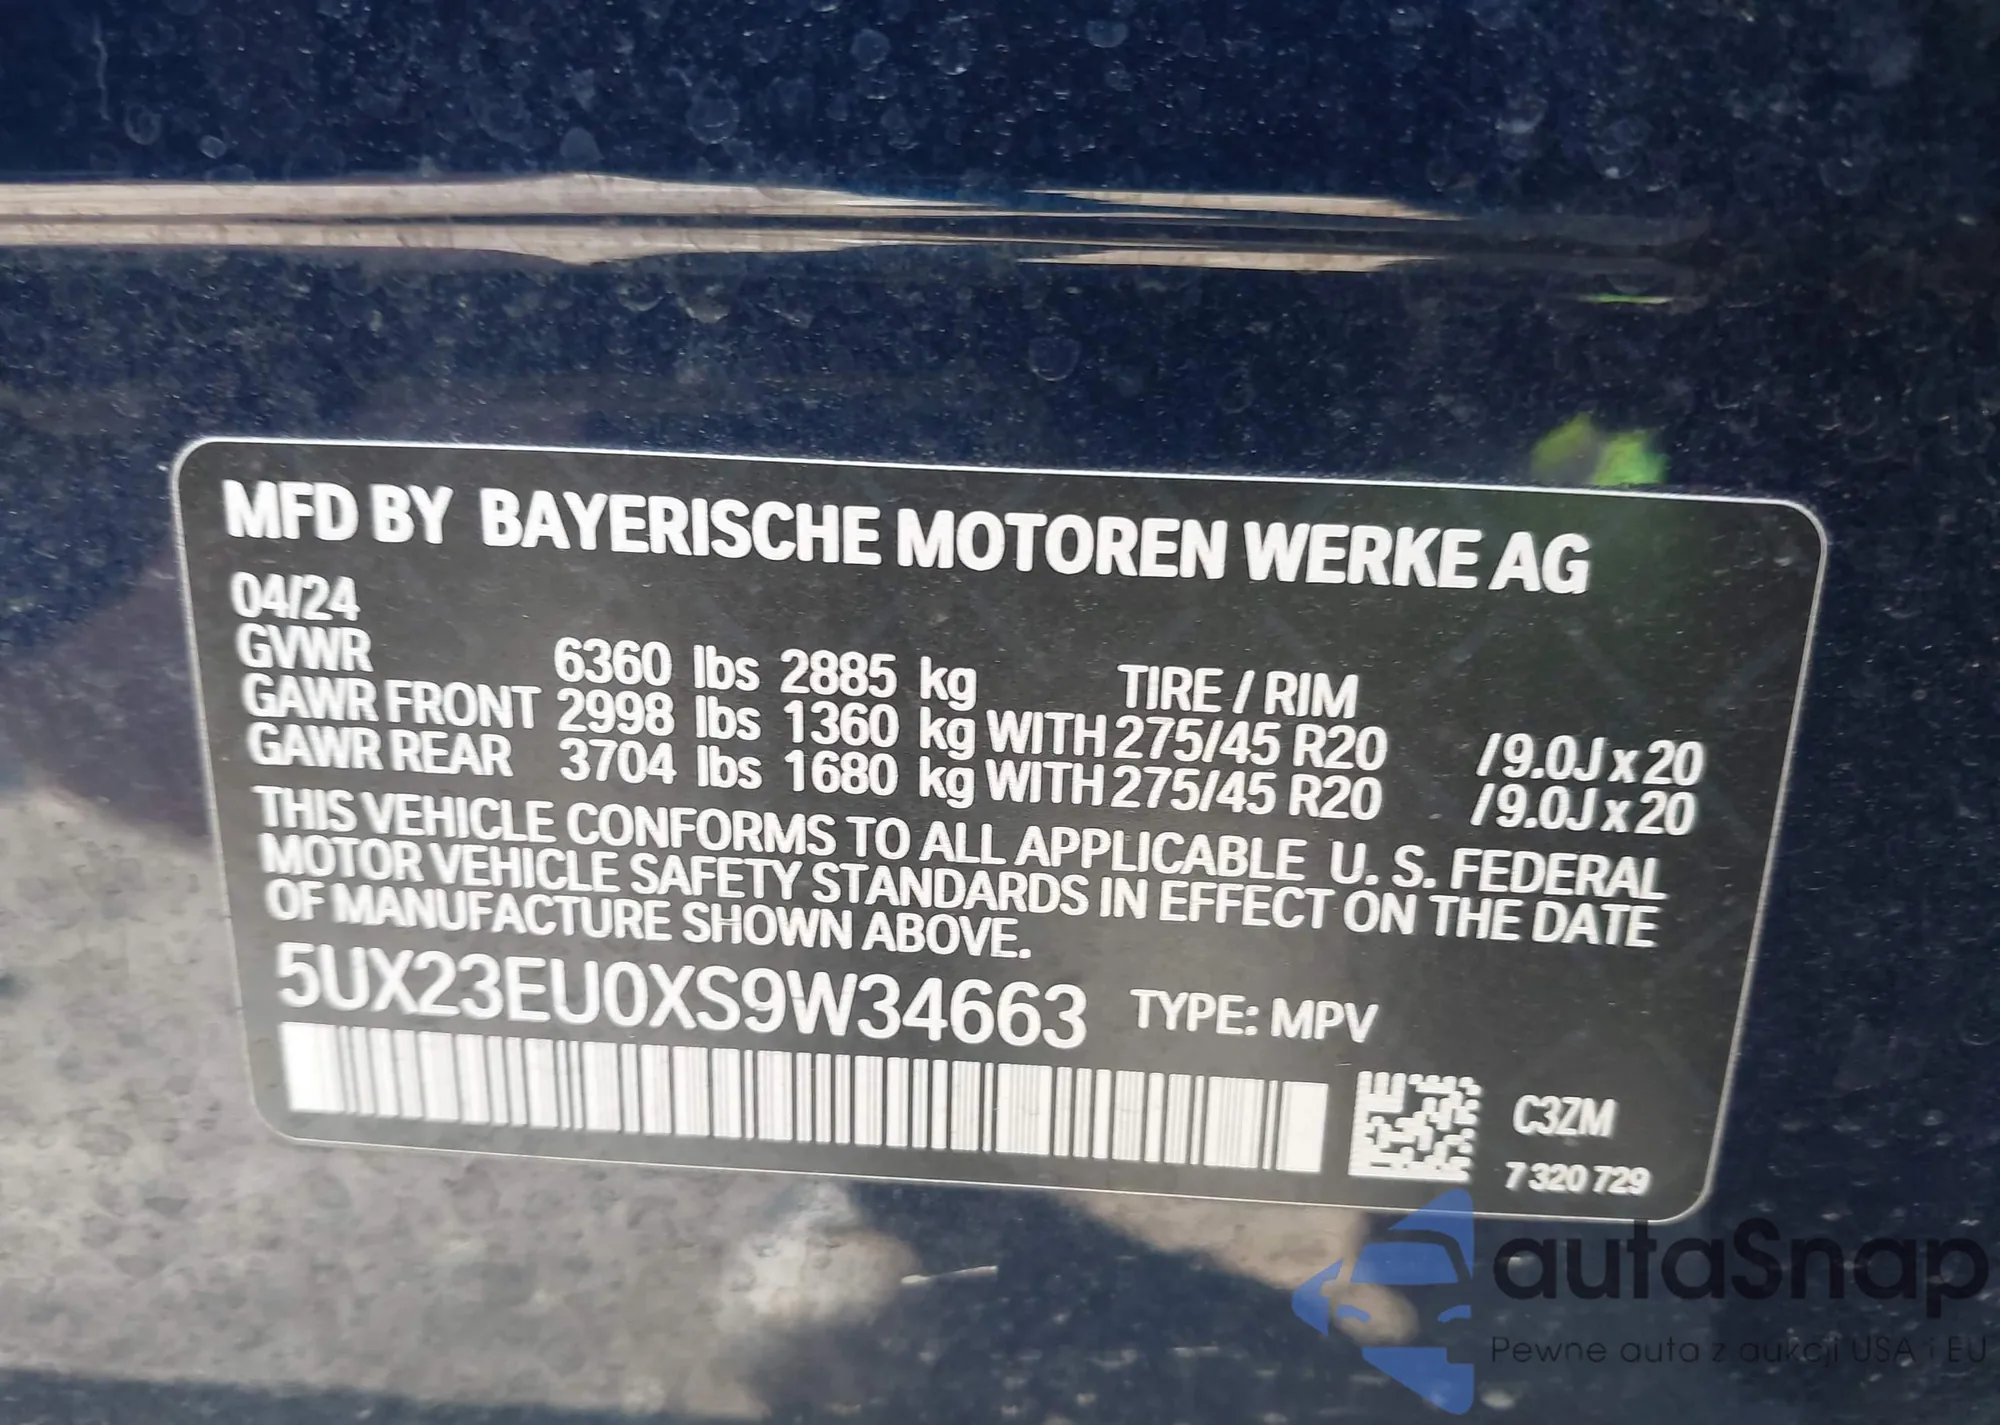 MFD BY BAYERISCHE MOTOREN WERKE AG
04/24
GVWR 6360 lbs 2885 kg TIRE / RIM
GAWR FRONT 2998 lbs 1360 kg WITH 275/45 R20 /9.0J x 20
GAWR REAR 3704 lbs 1680 kg WITH 275/45 R20 /9.0J x 20
THIS VEHICLE CONFORMS TO ALL APPLICABLE U. S. FEDERAL
MOTOR VEHICLE SAFETY STANDARDS IN EFFECT ON THE DATE
OF MANUFACTURE SHOWN ABOVE.
5UX23EU0XS9W34663 TYPE: MPV
C3ZM
7 320 729
autaSnap
Pewne auta z aukcji USA i EU